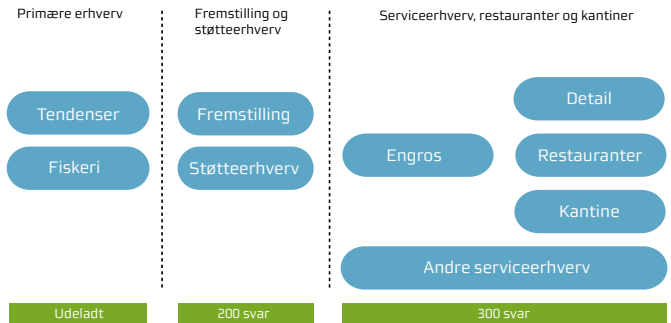 Primære erhverv
Tendenser
Fiskeri
Udeladt
Fremstilling og
støtteerhverv
Fremstilling
Støtteerhverv
200 svar
Serviceerhverv, restauranter og kantiner
Detail
Engros
Restauranter
Kantine
Andre serviceerhverv
300 svar